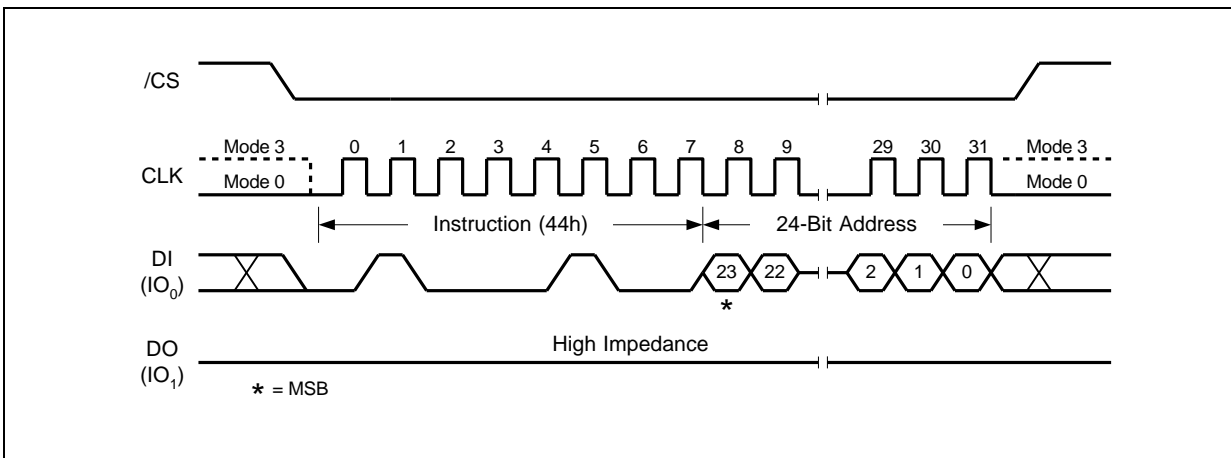 /CS
Mode 3 0 1 2 3 4 5 6 7 8 9 29 30 31 Mode 3
CLK
Mode 0 Mode 0
Instruction (44h) 24-Bit Address
DI
(IO0)
23 22 2 1 0
*
DO
(IO1)
High Impedance
* = MSB